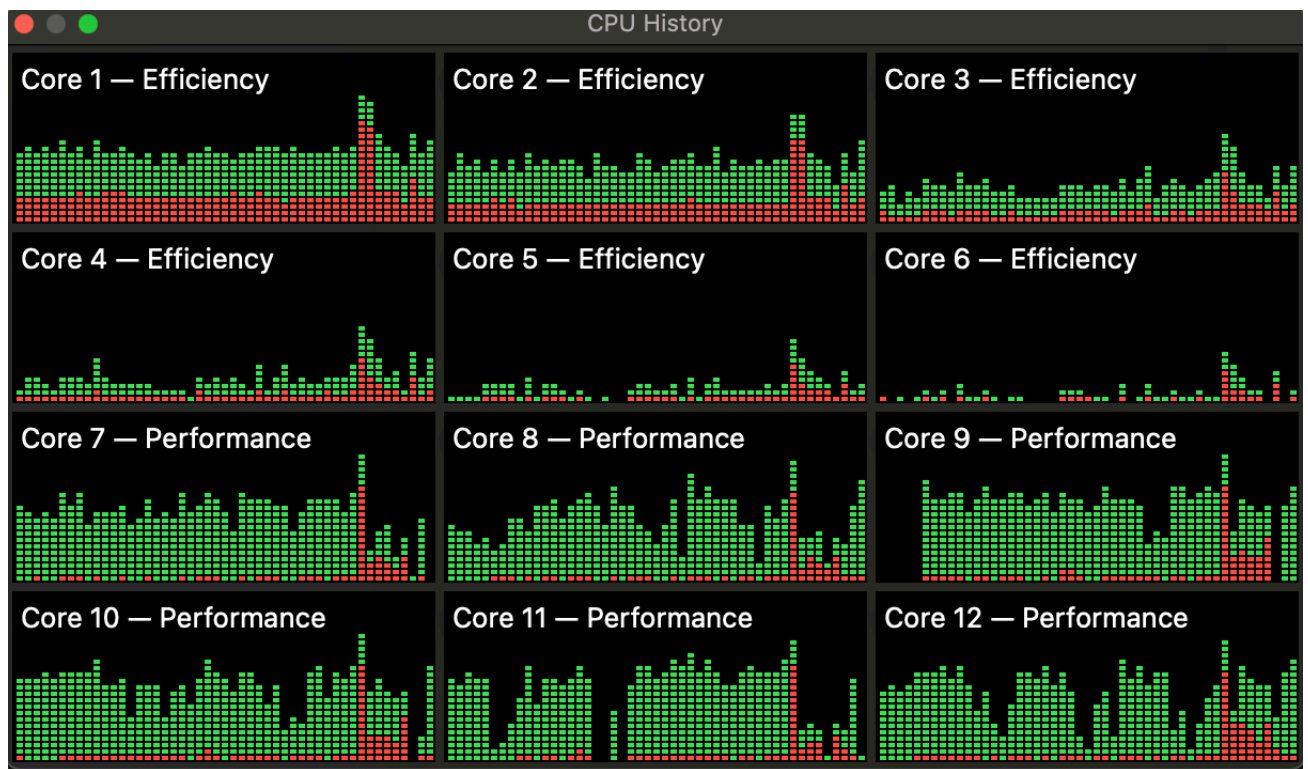 CPU History
Core 1 — Efficiency
Core 2 — Efficiency
Core 3 — Efficiency
Core 4 — Efficiency
Core 5 — Efficiency
Core 6 — Efficiency
Core 7 — Performance
Core 8 — Performance
Core 9 — Performance
Core 10 — Performance
Core 11 — Performance
Core 12 — Performance